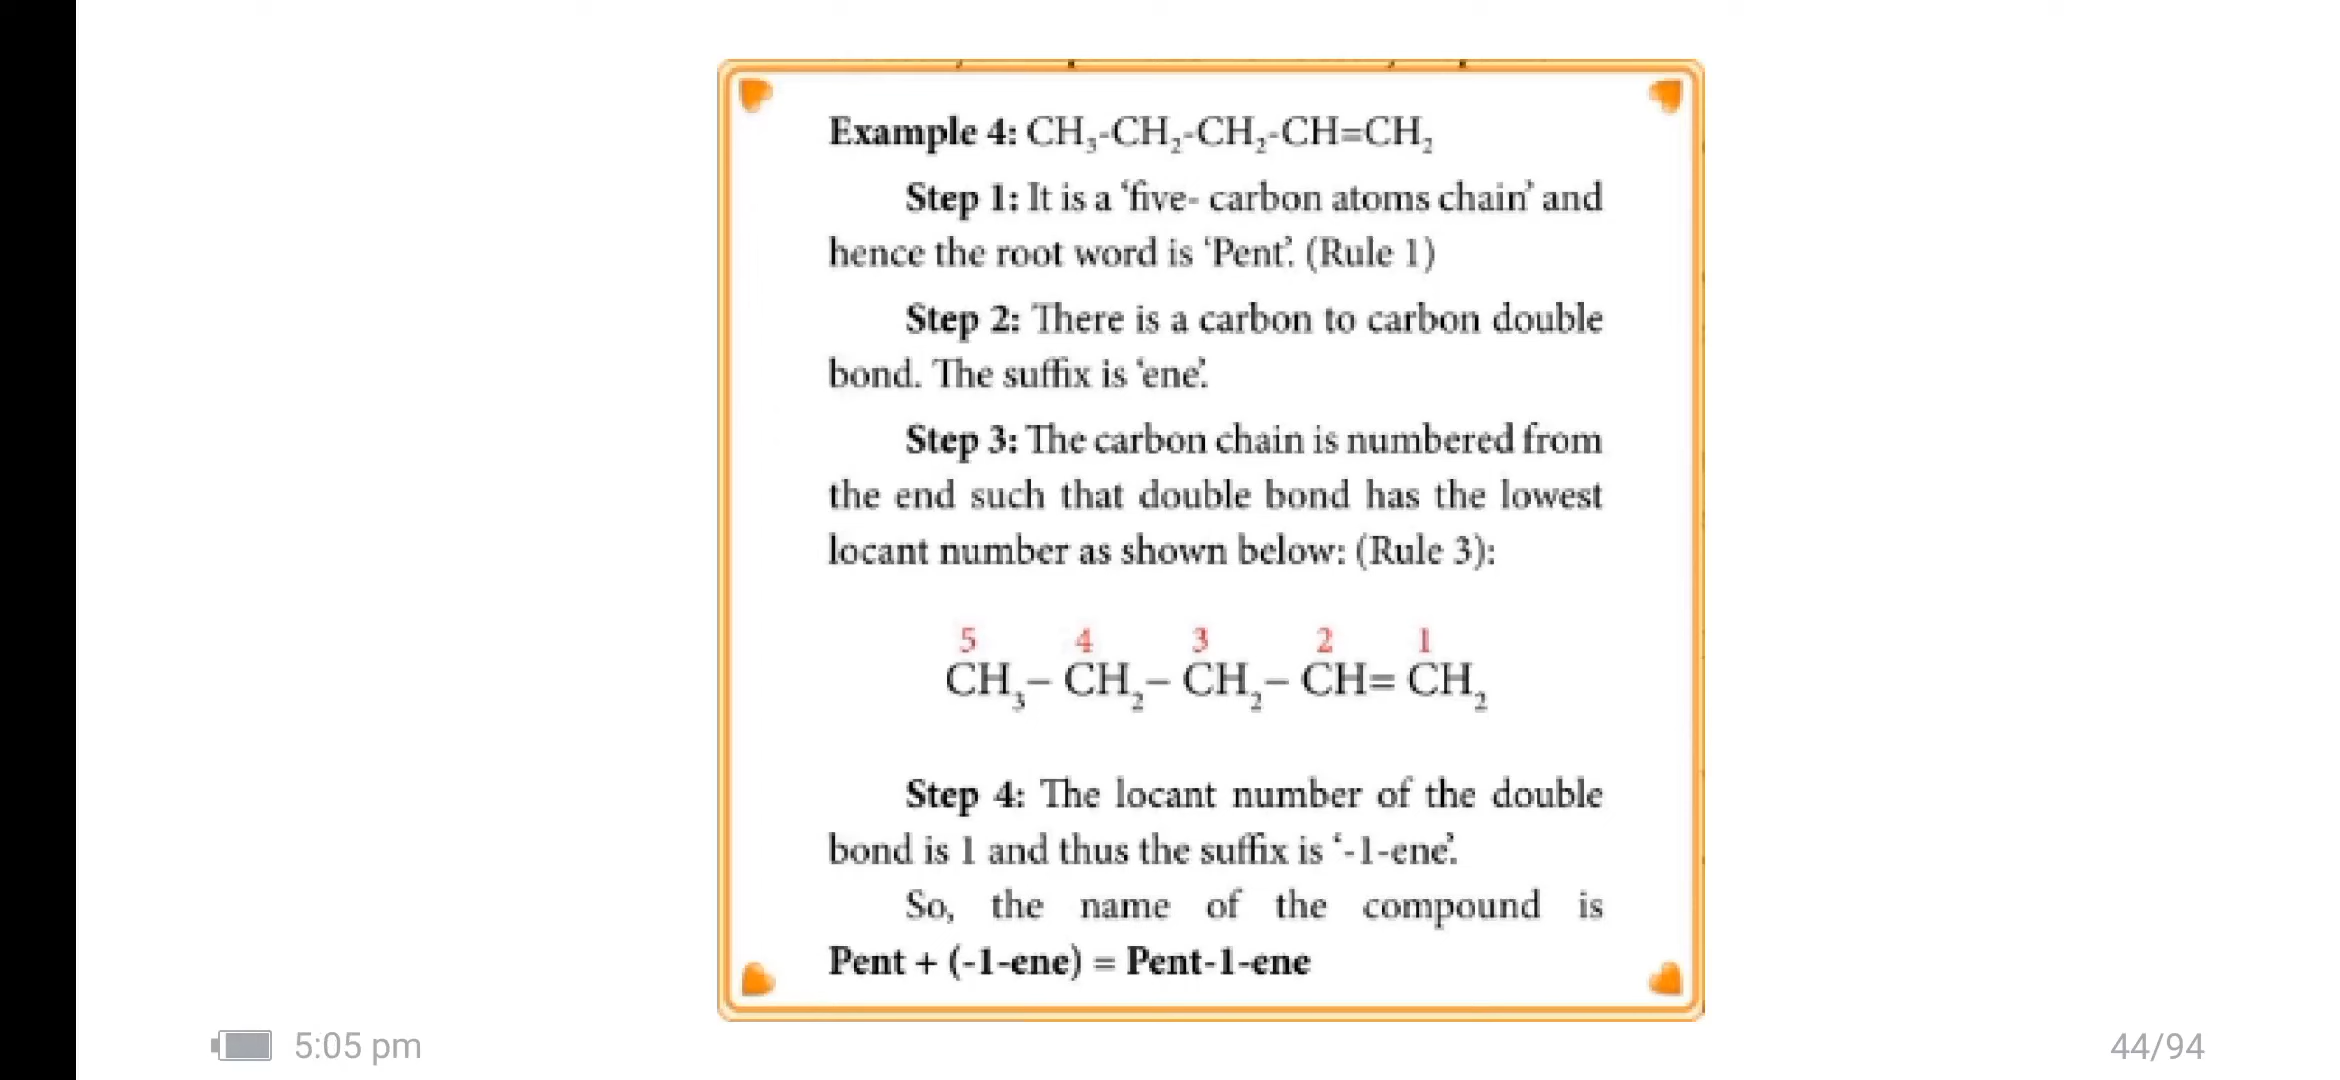 Example 4: CH₃-CH₂-CH₂-CH=CH₂
Step 1: It is a ‘five- carbon atoms chain’ and
hence the root word is ‘Pent’. (Rule 1)
Step 2: There is a carbon to carbon double
bond. The suffix is ‘ene’.
Step 3: The carbon chain is numbered from
the end such that double bond has the lowest
locant number as shown below: (Rule 3):
5 4 3 2 1
CH₃– CH₂– CH₂– CH= CH₂
Step 4: The locant number of the double
bond is 1 and thus the suffix is ‘-1-ene’.
So, the name of the compound is
Pent + (-1-ene) = Pent-1-ene
5:05 pm
44/94